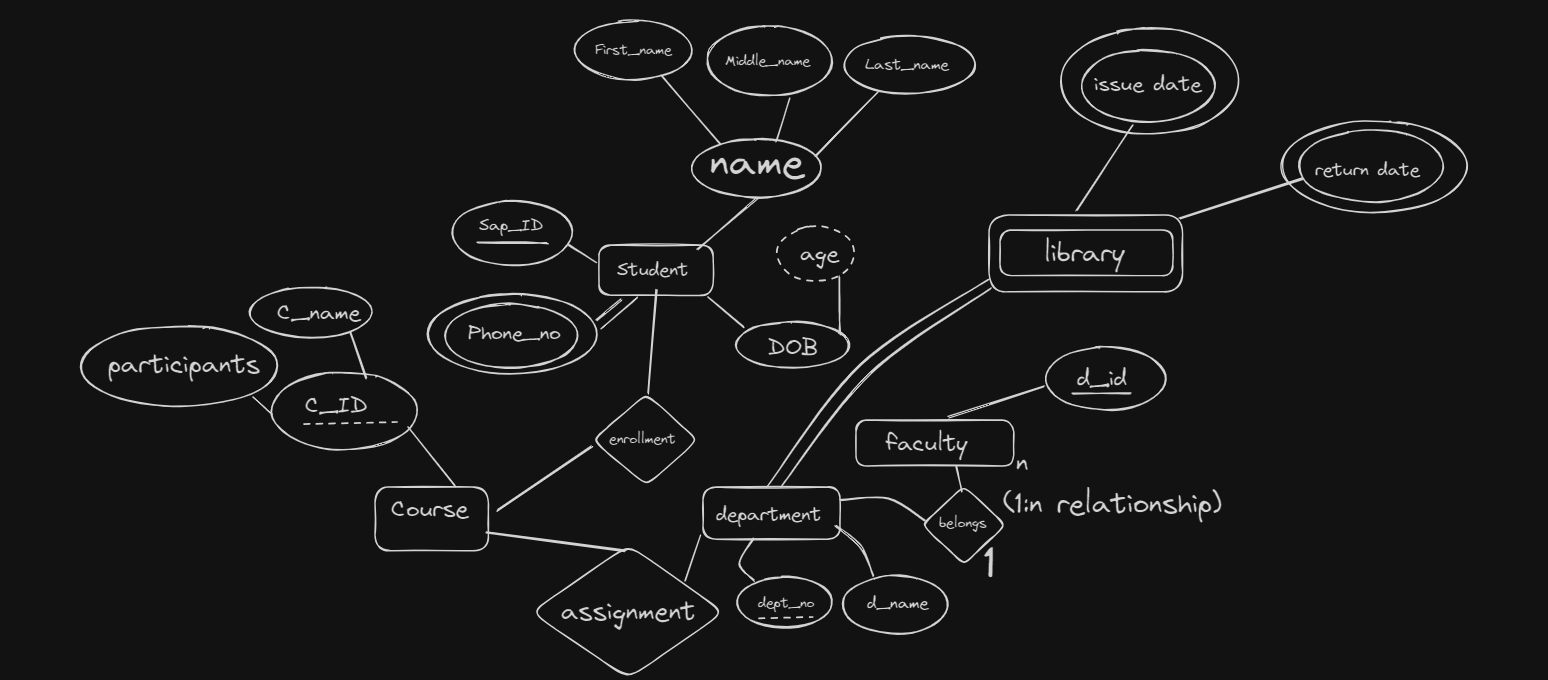 First_name
Middle_name
Last_name
issue date
name
return date
Sap_ID
Student
age
library
C_name
Phone_no
DOB
participants
d_id
C_ID
enrollment
faculty
n
(1:n relationship)
Course
department
belongs
1
assignment
dept_no
d_name